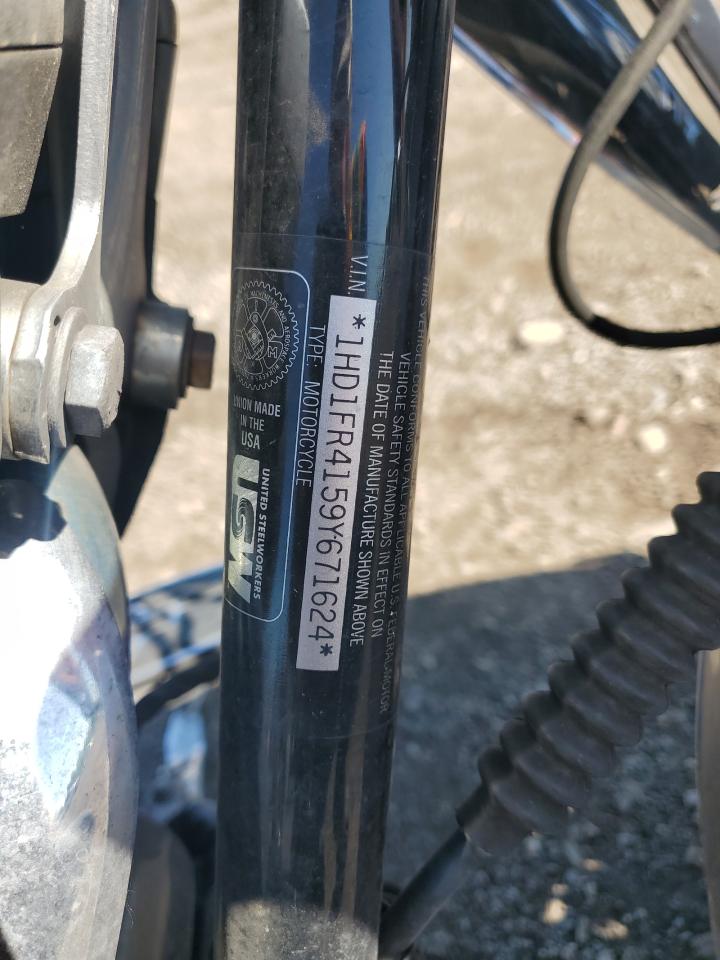 THIS VEHICLE CONFORMS TO ALL APPLICABLE U.S. FEDERAL MOTOR
VEHICLE SAFETY STANDARDS IN EFFECT ON
THE DATE OF MANUFACTURE SHOWN ABOVE
V.I.N.
*1HD1FR4159Y671624*
TYPE: MOTORCYCLE
UNION MADE
IN THE
USA
UNITED STEELWORKERS
USW